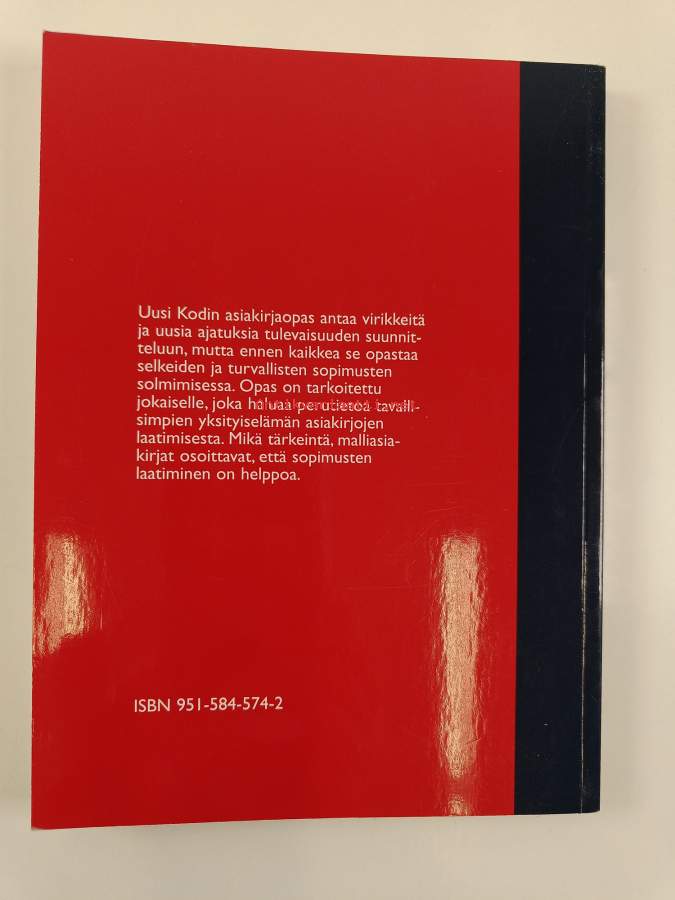 Uusi Kodin asiakirjaopas antaa virikkeitä
ja uusia ajatuksia tulevaisuuden suunnit-
teluun, mutta ennen kaikkea se opastaa
selkeiden ja turvallisten sopimusten
solmimisessa. Opas on tarkoitettu
jokaiselle, joka haluaa perustietoa tavalli-
simpien yksityiselämän asiakirjojen
laatimisesta. Mikä tärkeintä, malliasia-
kirjat osoittavat, että sopimusten
laatiminen on helppoa.
ISBN 951-584-574-2